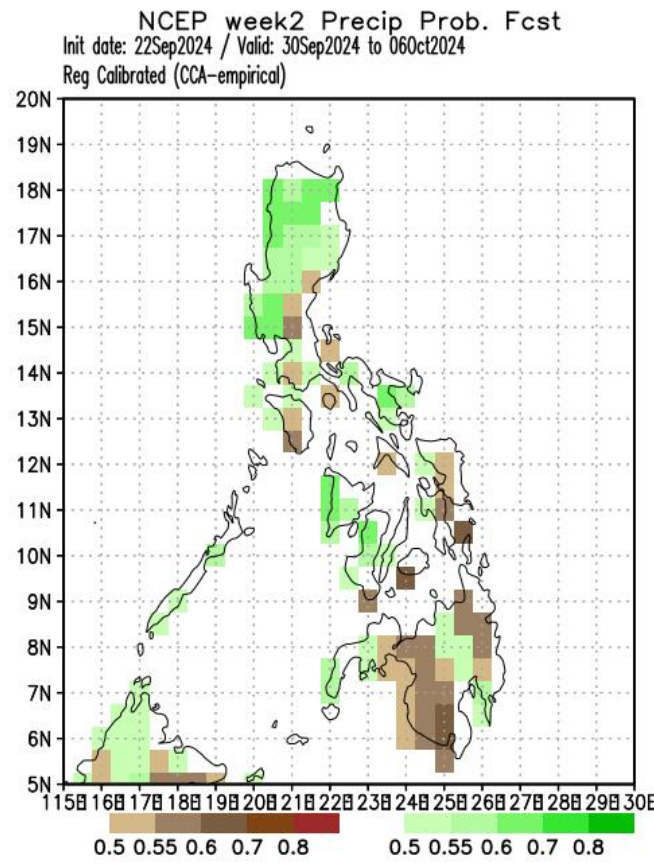 NCEP week2 Precip Prob. Fcst
Init date: 22Sep2024 / Valid: 30Sep2024 to 06Oct2024
Reg Calibrated (CCA-empirical)
20N
19N
18N
17N
16N
15N
14N
13N
12N
11N
10N
9N
8N
7N
6N
5N
115E 116E 117E 118E 119E 120E 121E 122E 123E 124E 125E 126E 127E 128E 129E 130E
0.5 0.55 0.6 0.7 0.8 0.5 0.55 0.6 0.7 0.8